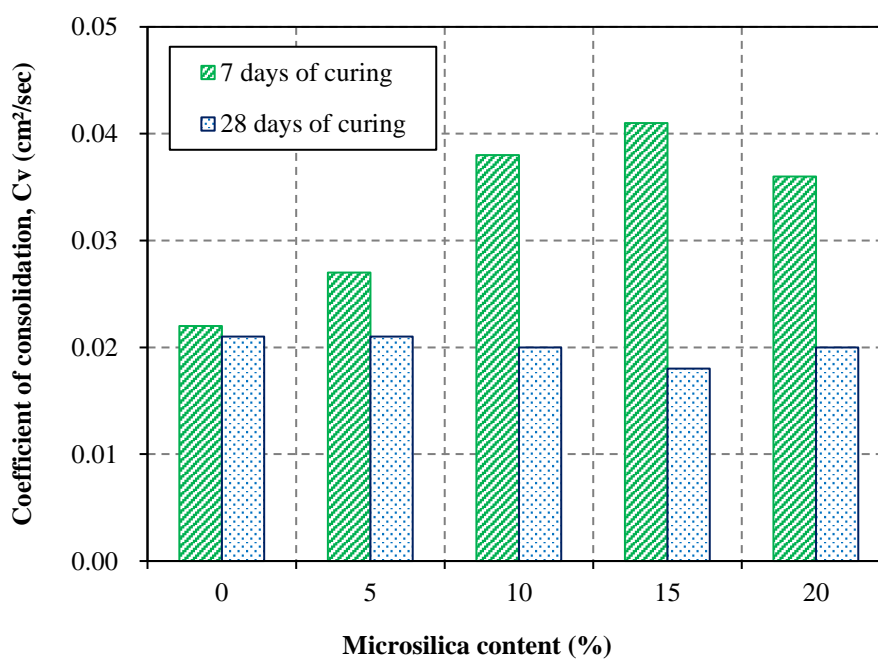 0.05
0.04
0.03
0.02
0.01
0.00
Coefficient of consolidation, Cv (cm²/sec)
7 days of curing
28 days of curing
0 5 10 15 20
Microsilica content (%)